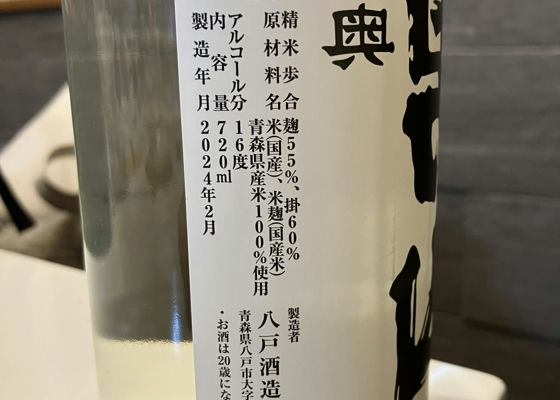 奥
精米歩合 麹55%、掛60%
原材料名 米(国産)、米麹(国産米)
青森県産米100%使用
アルコール分 16度
内容量 720ml
製造年月 2024年2月
製造者
八戸酒造
青森県八戸市大字
・お酒は20歳にな